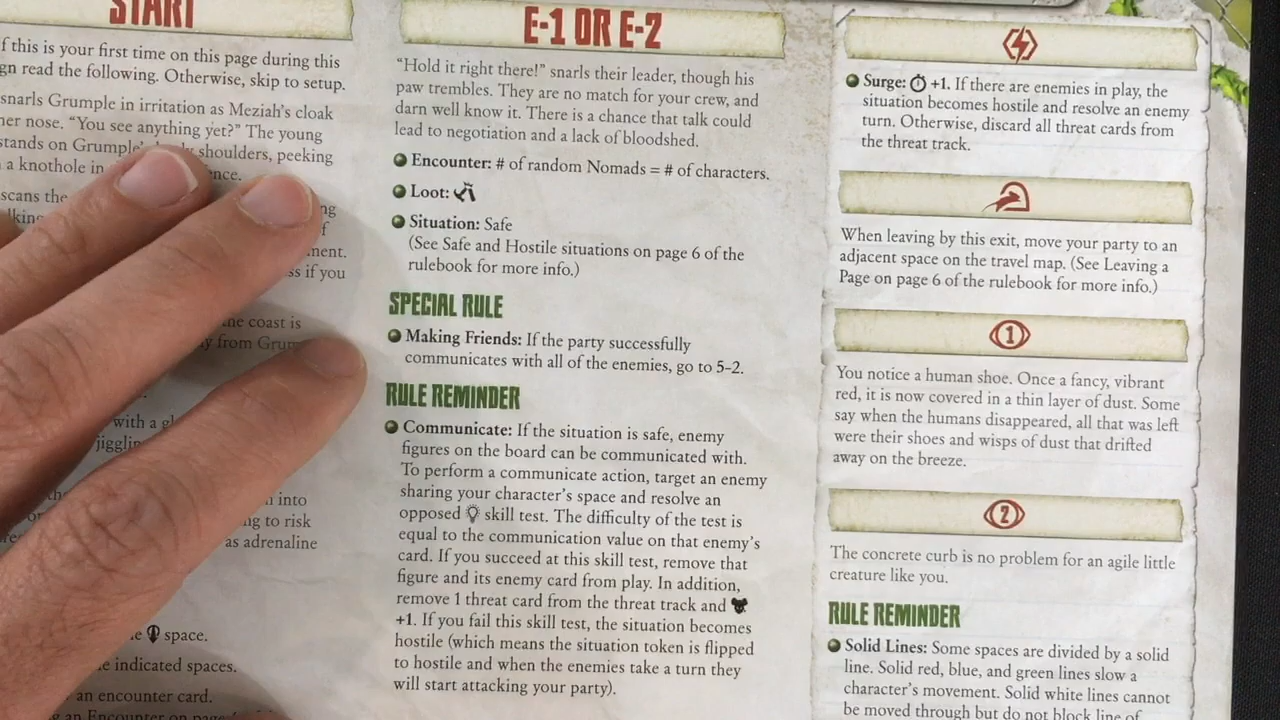 START
f this is your first time on this page during this
gn read the following. Otherwise, skip to setup.
snarls Grumple in irritation as Meziah's cloak
her nose. "You see anything yet?" The young
stands on Grumple's shoulders, peeking
a knothole in
scans the
ss if you
the coast is
with a
into
ng to risk
as adrenaline
space.
e indicated spaces.
an encounter card.
E-1 OR E-2
"Hold it right there!" snarls their leader, though his
paw trembles. They are no match for your crew, and
darn well know it. There is a chance that talk could
lead to negotiation and a lack of bloodshed.
Encounter: # of random Nomads = # of characters.
Loot:
Situation: Safe
(See Safe and Hostile situations on page 6 of the
rulebook for more info.)
SPECIAL RULE
Making Friends: If the party successfully
communicates with all of the enemies, go to 5-2.
RULE REMINDER
Communicate: If the situation is safe, enemy
figures on the board can be communicated with.
To perform a communicate action, target an enemy
sharing your character's space and resolve an
opposed skill test. The difficulty of the test is
equal to the communication value on that enemy's
card. If you succeed at this skill test, remove that
figure and its enemy card from play. In addition,
remove 1 threat card from the threat track and
+1. If you fail this skill test, the situation becomes
hostile (which means the situation token is flipped
to hostile and when the enemies take a turn they
will start attacking your party).
Surge: +1. If there are enemies in play, the
situation becomes hostile and resolve an enemy
turn. Otherwise, discard all threat cards from
the threat track.
When leaving by this exit, move your party to an
adjacent space on the travel map. (See Leaving a
Page on page 6 of the rulebook for more info.)
1
You notice a human shoe. Once a fancy, vibrant
red, it is now covered in a thin layer of dust. Some
say when the humans disappeared, all that was left
were their shoes and wisps of dust that drifted
away on the breeze.
2
The concrete curb is no problem for an agile little
creature like you.
RULE REMINDER
Solid Lines: Some spaces are divided by a solid
line. Solid red, blue, and green lines slow a
character's movement. Solid white lines cannot
be moved through but do not block line of